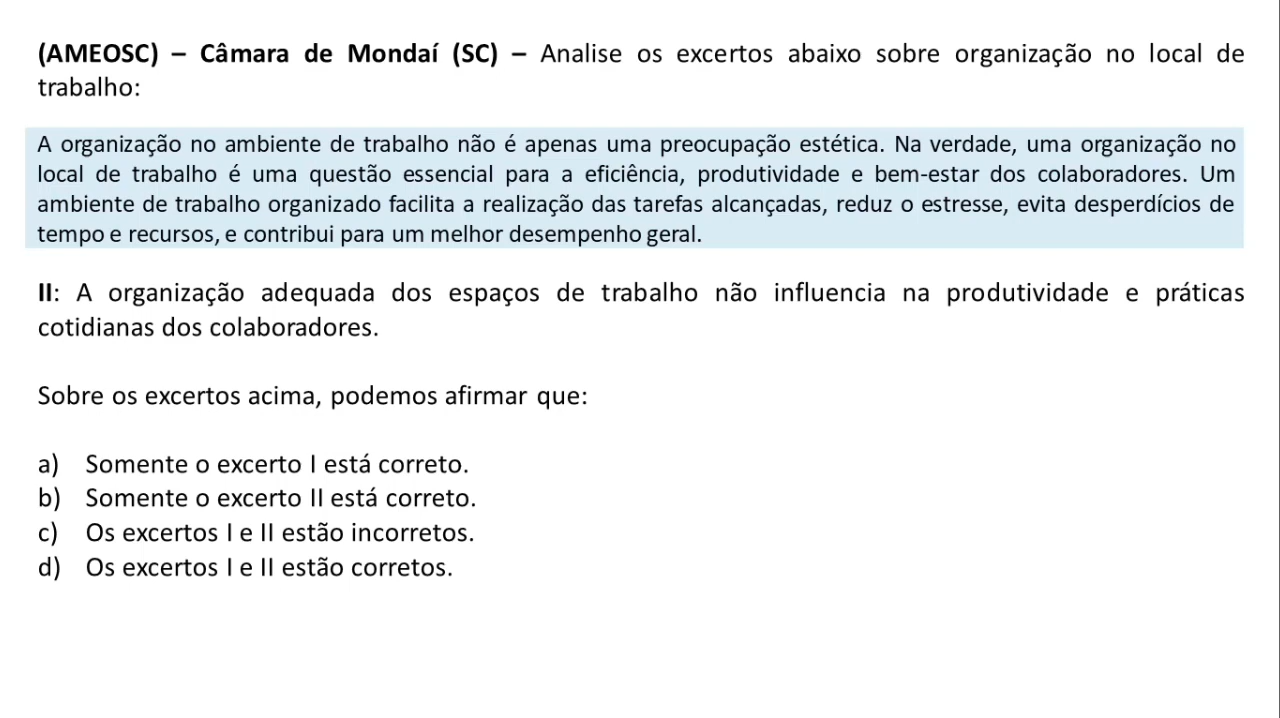 (AMEOSC) – Câmara de Mondaí (SC) – Analise os excertos abaixo sobre organização no local de
trabalho:
A organização no ambiente de trabalho não é apenas uma preocupação estética. Na verdade, uma organização no
local de trabalho é uma questão essencial para a eficiência, produtividade e bem-estar dos colaboradores. Um
ambiente de trabalho organizado facilita a realização das tarefas alcançadas, reduz o estresse, evita desperdícios de
tempo e recursos, e contribui para um melhor desempenho geral.
II: A organização adequada dos espaços de trabalho não influencia na produtividade e práticas
cotidianas dos colaboradores.
Sobre os excertos acima, podemos afirmar que:
a) Somente o excerto I está correto.
b) Somente o excerto II está correto.
c) Os excertos I e II estão incorretos.
d) Os excertos I e II estão corretos.